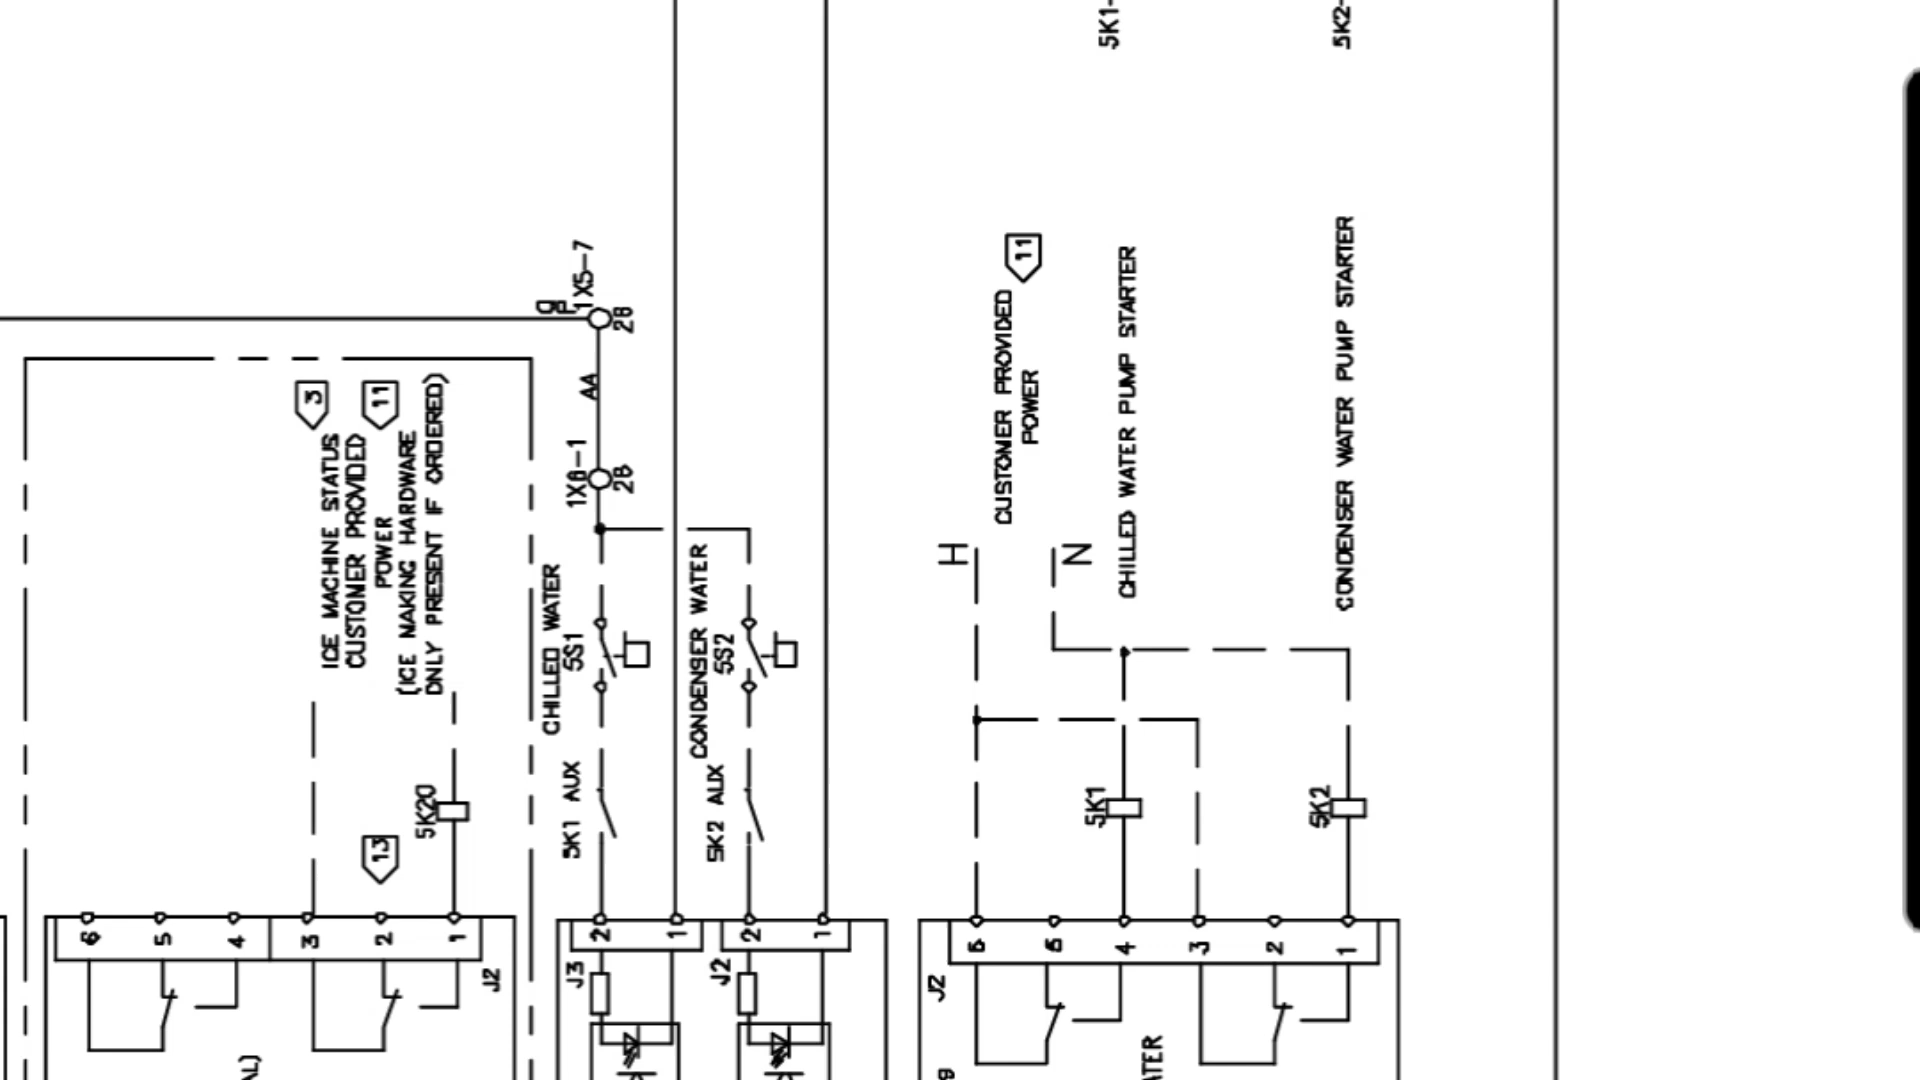 5K1-
5K2-
1X5-7
2B
AA
1X6-1
2B
3
ICE MACHINE STATUS
CUSTOMER PROVIDED
POWER
11
(ICE MAKING HARDWARE
ONLY PRESENT IF ORDERED)
13
5K20
CHILLED WATER
5S1
5K1 AUX
CONDENSER WATER
5S2
5K2 AUX
H
N
CUSTOMER PROVIDED
POWER
11
CHILLED WATER PUMP STARTER
CONDENSER WATER PUMP STARTER
5K1
5K2
6 5 4 3 2 1
J2
2 1
J3
2 1
J2
6 5 4 3 2 1
J2
AL)
ATER